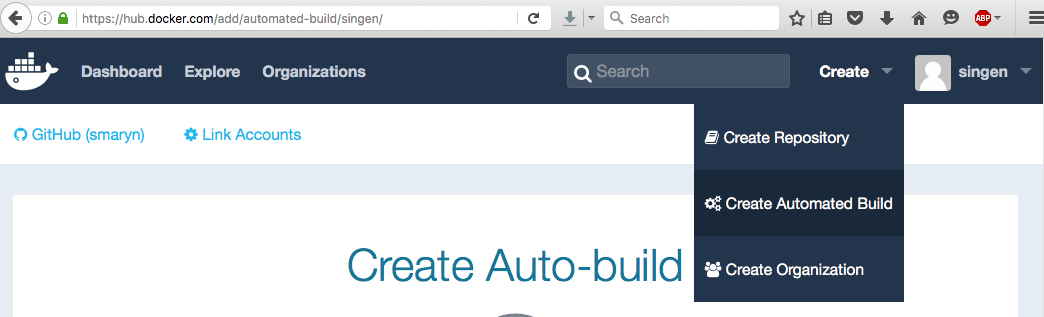 https://hub.docker.com/add/automated-build/singen/
Search
ABP
Dashboard Explore Organizations
Search
Create
singen
GitHub (smaryn)
Link Accounts
Create Repository
Create Automated Build
Create Organization
Create Auto-build